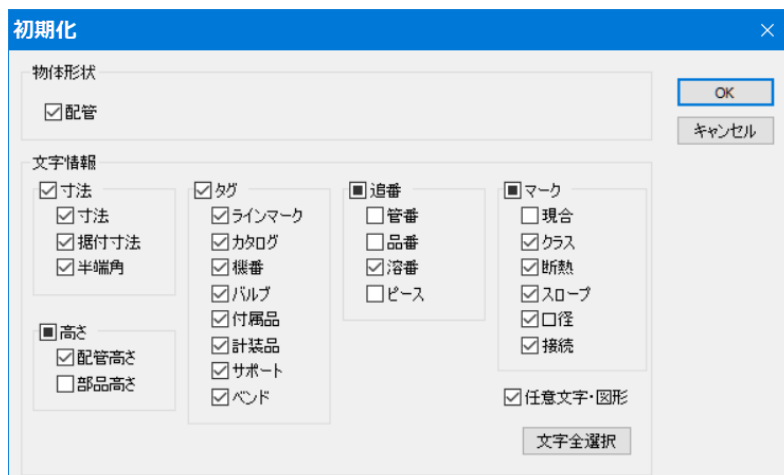 初期化
物体形状
配管
OK
キャンセル
文字情報
寸法
寸法
据付寸法
半端角
高さ
配管高さ
部品高さ
タグ
ラインマーク
カタログ
機番
バルブ
付属品
計装品
サポート
ベンド
追番
管番
品番
溶番
ピース
マーク
現合
クラス
断熱
スロープ
口径
接続
任意文字・図形
文字全選択